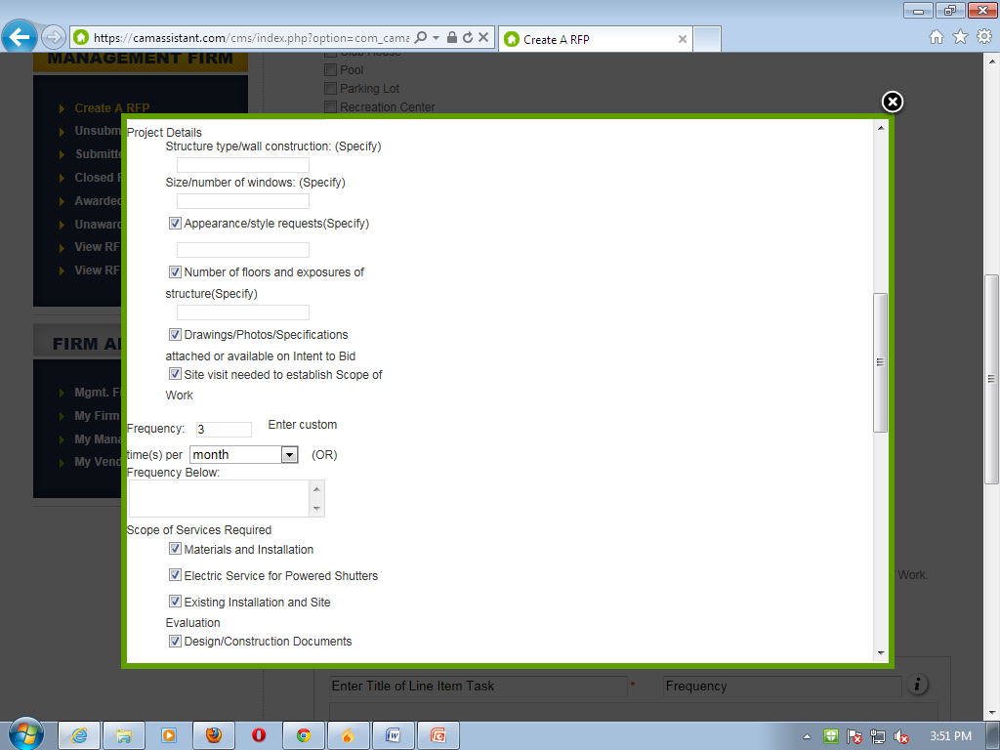 https://camassistant.com/cms/index.php?option=com_cama
Create A RFP
MANAGEMENT FIRM
Create A RFP
Unsubm
Submitte
Closed
Awarded
Unaward
View RF
View RF
FIRM
Mgmt. Fi
My Firm
My Mana
My Vend
Club House
Pool
Parking Lot
Recreation Center
Project Details
Structure type/wall construction: (Specify)
Size/number of windows: (Specify)
Appearance/style requests(Specify)
Number of floors and exposures of
structure(Specify)
Drawings/Photos/Specifications
attached or available on Intent to Bid
Site visit needed to establish Scope of
Work
Frequency: 3 Enter custom
time(s) per month (OR)
Frequency Below:
Scope of Services Required
Materials and Installation
Electric Service for Powered Shutters
Existing Installation and Site
Evaluation
Design/Construction Documents
Work.
Enter Title of Line Item Task * Frequency
3:51 PM